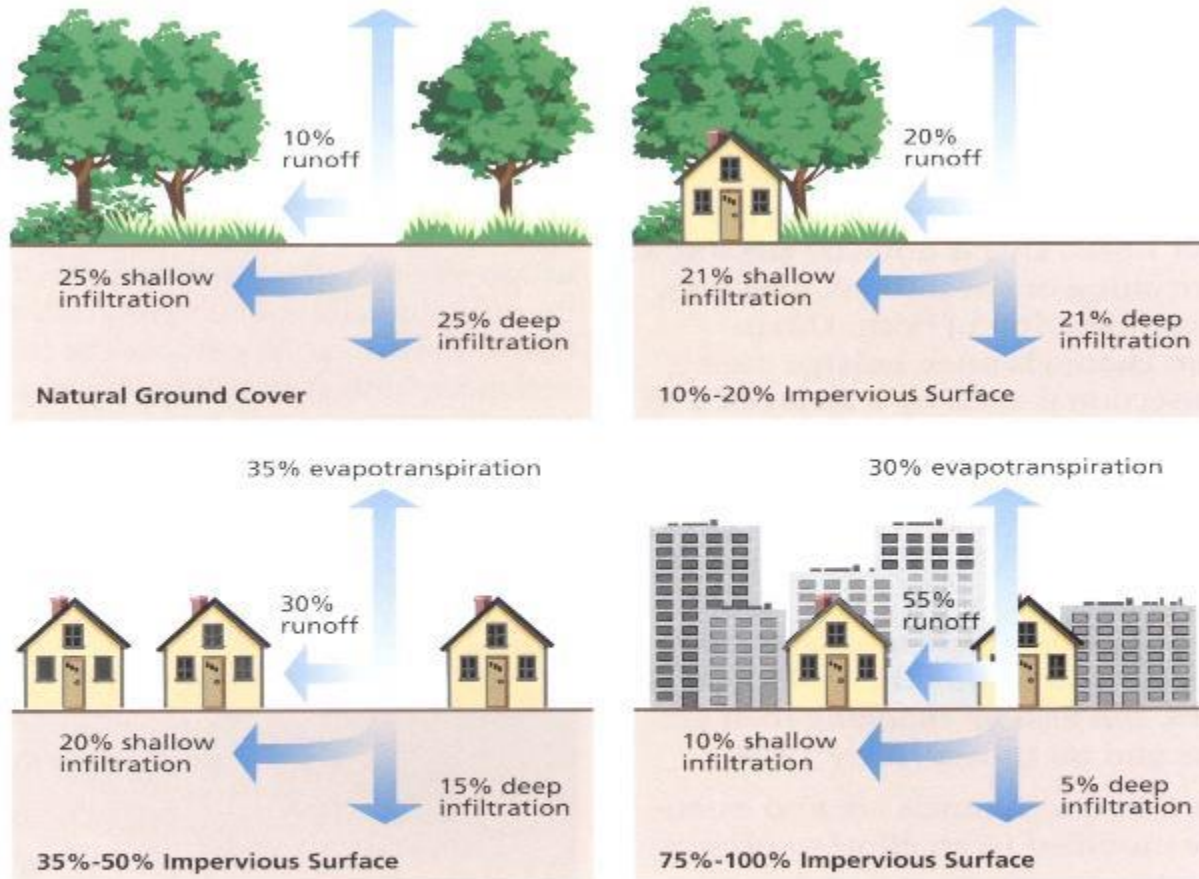 10%
runoff
25% shallow
infiltration
25% deep
infiltration
Natural Ground Cover
20%
runoff
21% shallow
infiltration
21% deep
infiltration
10%-20% Impervious Surface
35% evapotranspiration
30%
runoff
20% shallow
infiltration
15% deep
infiltration
35%-50% Impervious Surface
30% evapotranspiration
55%
runoff
10% shallow
infiltration
5% deep
infiltration
75%-100% Impervious Surface